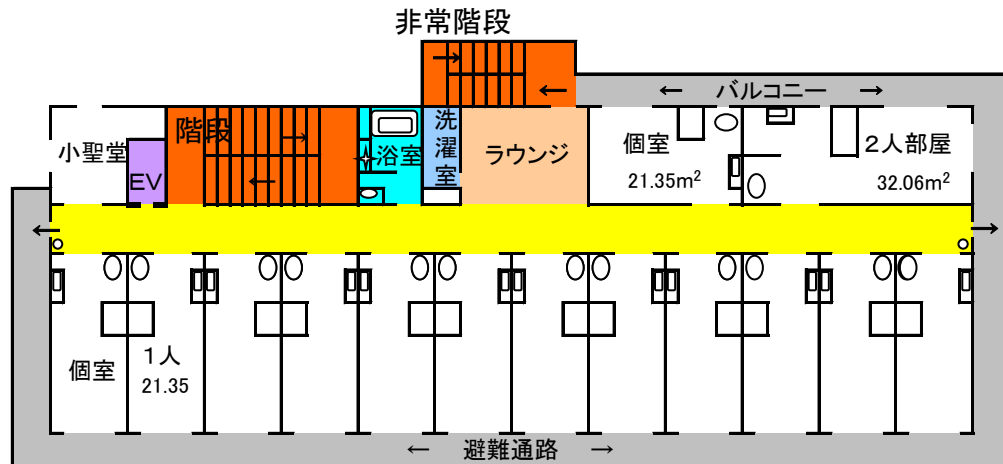 非常階段
← バルコニー →
小聖堂
EV
階段
浴室
洗濯室
ラウンジ
個室
21.35m²
2人部屋
32.06m²
個室
1人
21.35
← 避難通路 →